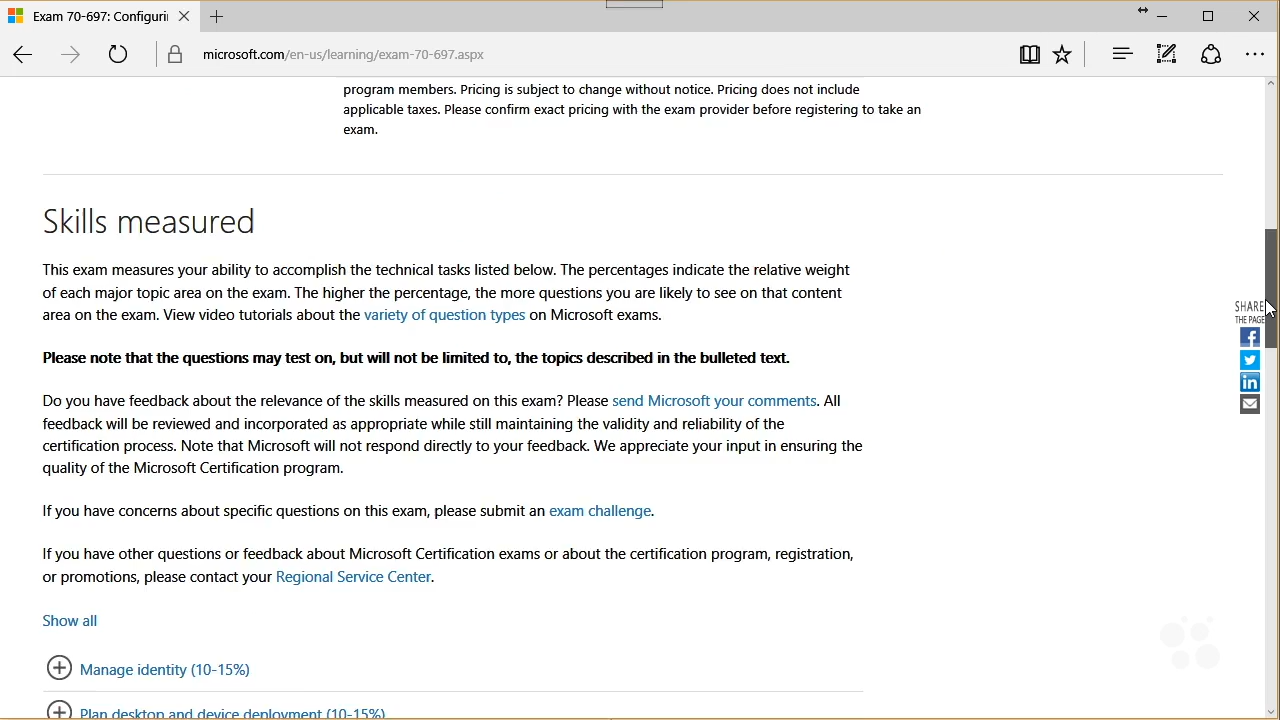 Exam 70-697: Configuri
microsoft.com/en-us/learning/exam-70-697.aspx
program members. Pricing is subject to change without notice. Pricing does not include
applicable taxes. Please confirm exact pricing with the exam provider before registering to take an
exam.
Skills measured
This exam measures your ability to accomplish the technical tasks listed below. The percentages indicate the relative weight
of each major topic area on the exam. The higher the percentage, the more questions you are likely to see on that content
area on the exam. View video tutorials about the variety of question types on Microsoft exams.
SHARE
THE PAGE
Please note that the questions may test on, but will not be limited to, the topics described in the bulleted text.
Do you have feedback about the relevance of the skills measured on this exam? Please send Microsoft your comments. All
feedback will be reviewed and incorporated as appropriate while still maintaining the validity and reliability of the
certification process. Note that Microsoft will not respond directly to your feedback. We appreciate your input in ensuring the
quality of the Microsoft Certification program.
If you have concerns about specific questions on this exam, please submit an exam challenge.
If you have other questions or feedback about Microsoft Certification exams or about the certification program, registration,
or promotions, please contact your Regional Service Center.
Show all
Manage identity (10-15%)
Plan desktop and device deployment (10-15%)